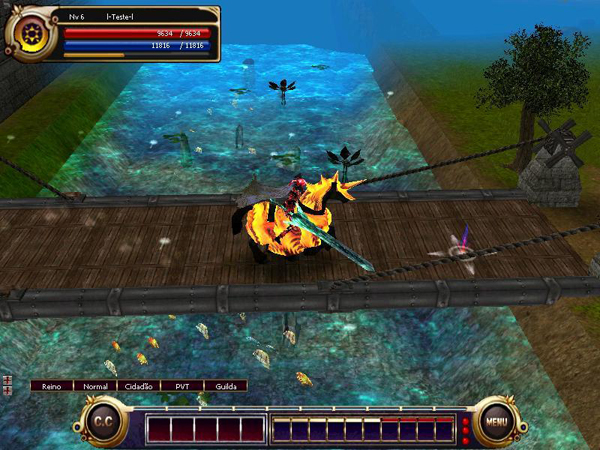 Nv 6 l-Teste-l
9634 / 9634
11816 / 11816
Reino Normal Cidadão PVT Guilda
C.C MENU